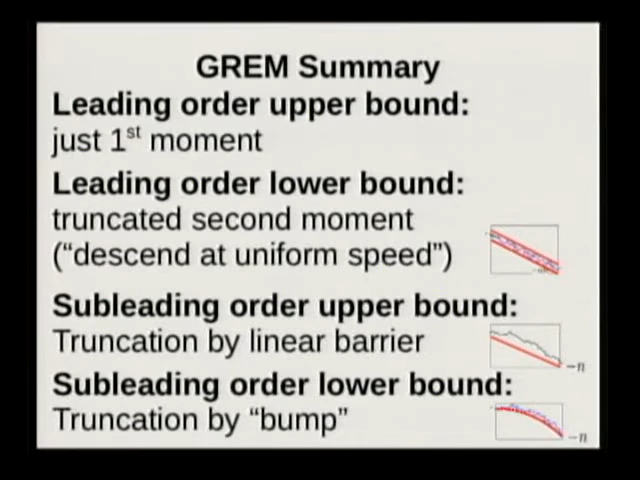 GREM Summary
Leading order upper bound:
just 1st moment
Leading order lower bound:
truncated second moment
("descend at uniform speed")
Subleading order upper bound:
Truncation by linear barrier
−n
Subleading order lower bound:
Truncation by "bump"
−n